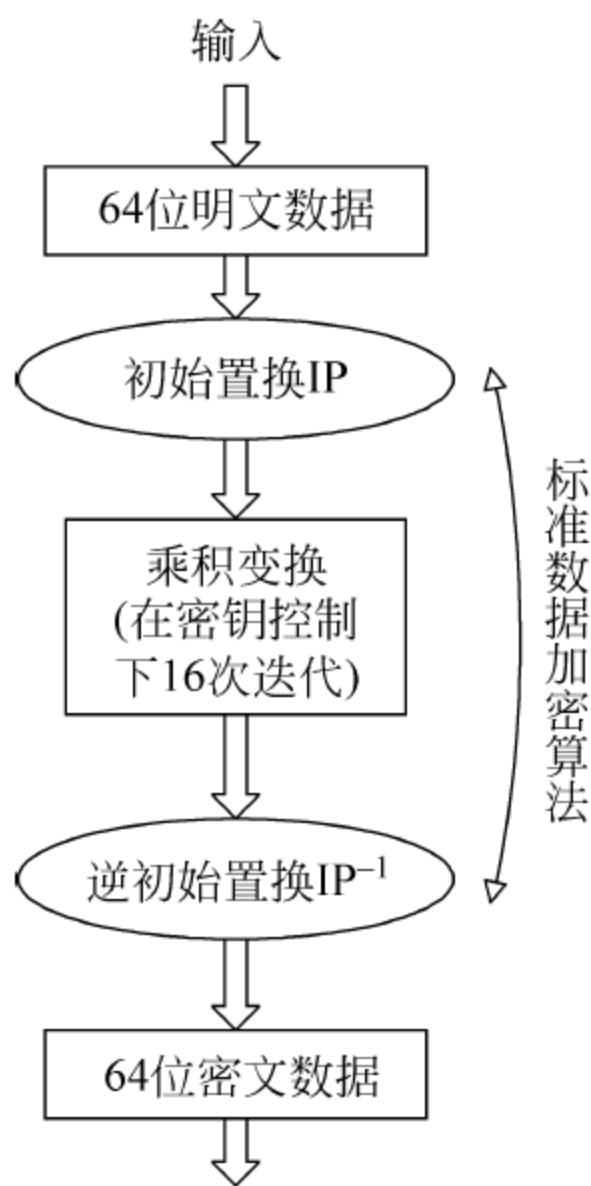 输入
64位明文数据
初始置换IP
乘积变换
(在密钥控制
下16次迭代)
逆初始置换IP⁻¹
64位密文数据
标准数据加密算法